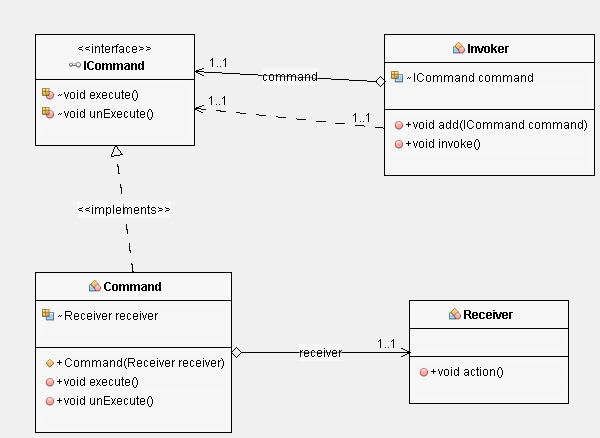 <<interface>>
ICommand
~void execute()
~void unExecute()
Invoker
~ICommand command
+void add(ICommand command)
+void invoke()
1..1
command
1..1
1..1
<<implements>>
Command
~Receiver receiver
+Command(Receiver receiver)
+void execute()
+void unExecute()
receiver
1..1
Receiver
+void action()